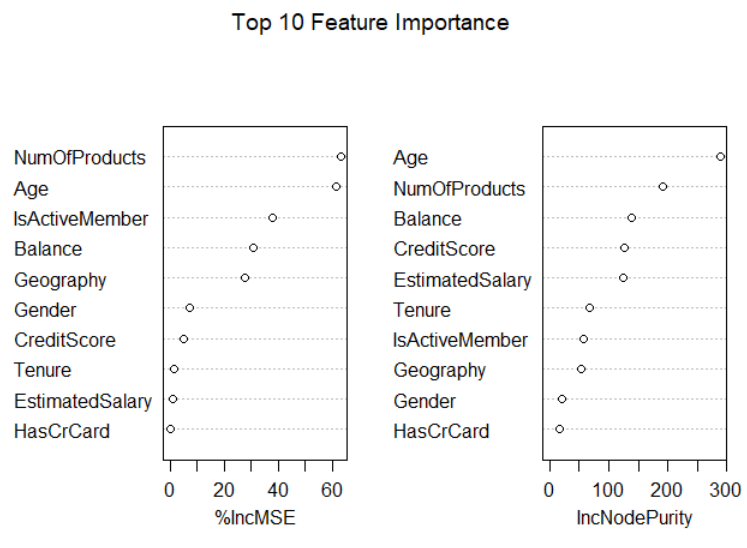 Top 10 Feature Importance
NumOfProducts
Age
IsActiveMember
Balance
Geography
Gender
CreditScore
Tenure
EstimatedSalary
HasCrCard
0 20 40 60
%IncMSE
Age
NumOfProducts
Balance
CreditScore
EstimatedSalary
Tenure
IsActiveMember
Geography
Gender
HasCrCard
0 100 200 300
IncNodePurity